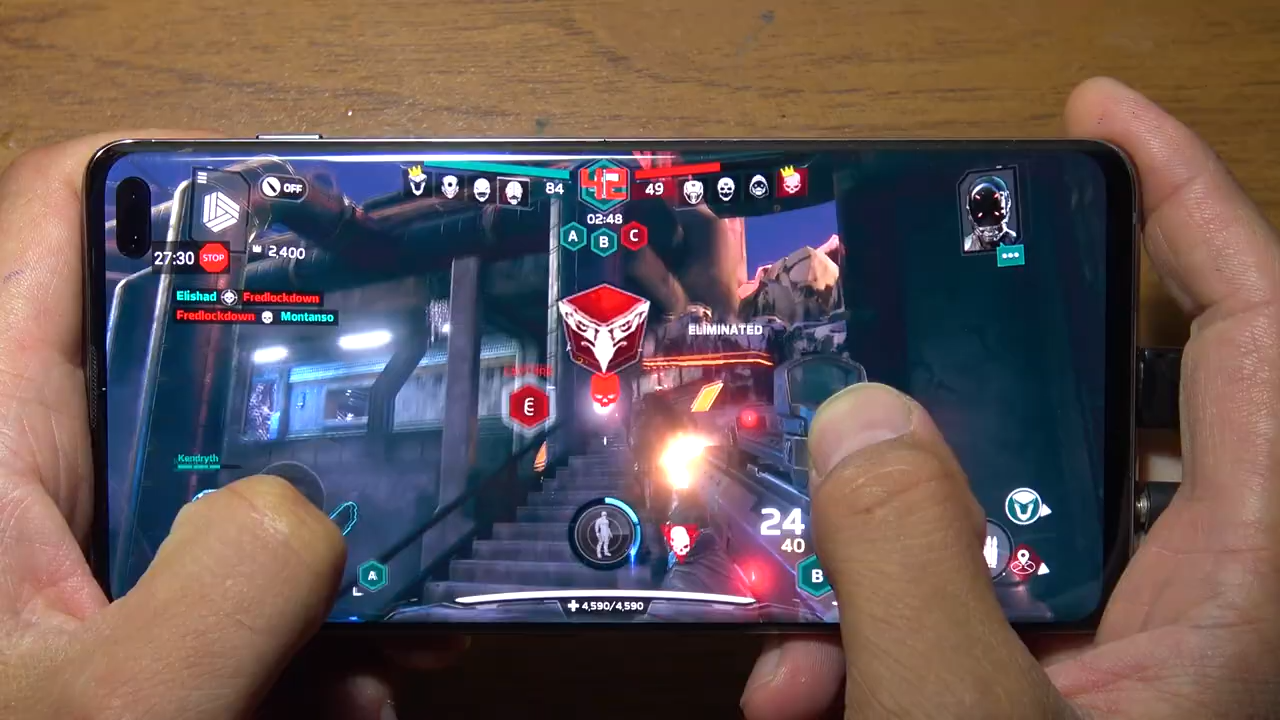 OFF
84
49
02:48
A B C
27:30 STOP
2,400
Elishad Fredlockdown
Fredlockdown Montanso
ELIMINATED
CAPTURE
E
Kendryth
24
40
A
B
4,590/4,590